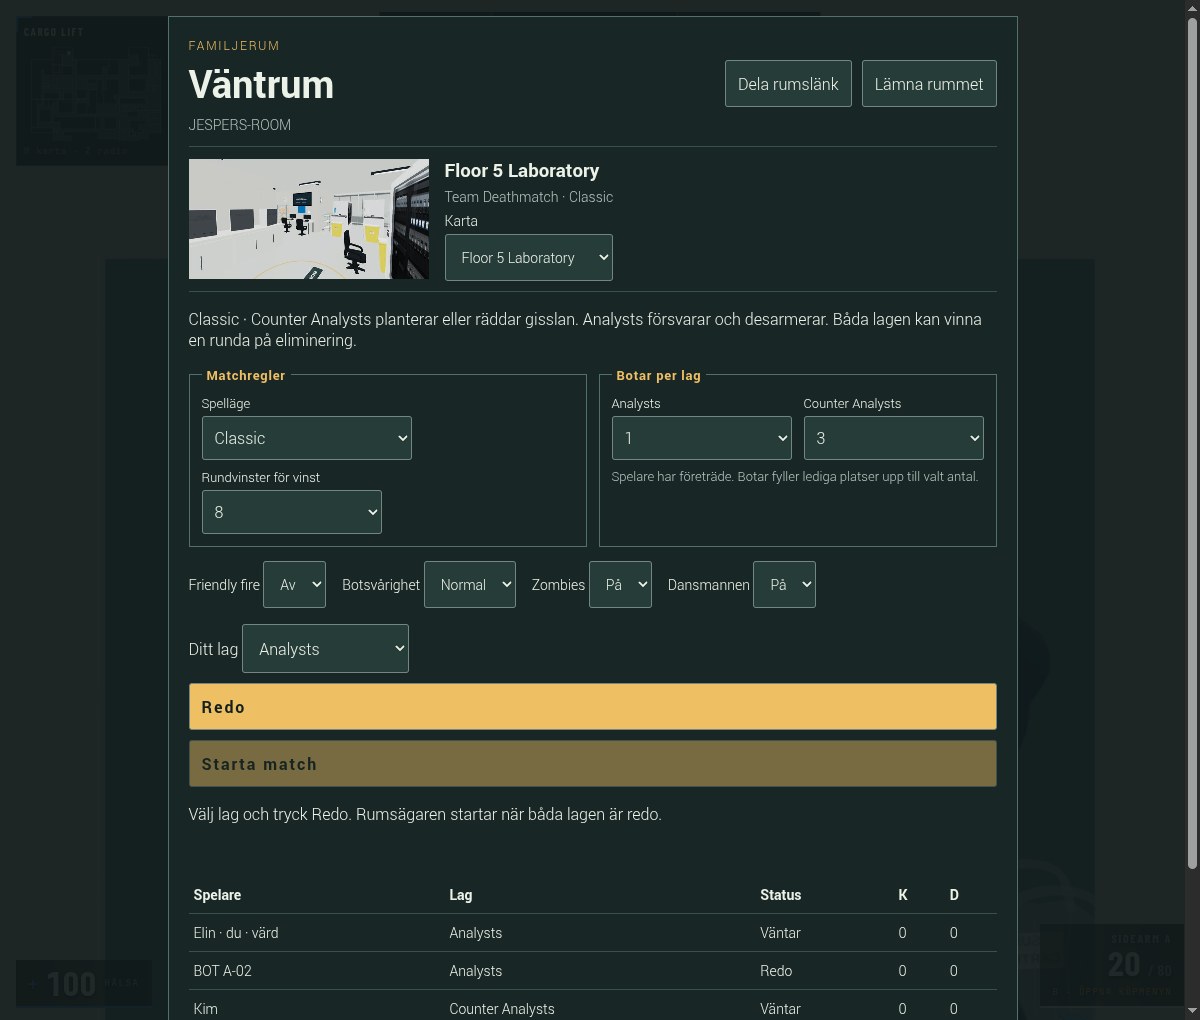 CARGO LIFT
FAMILJERUM
Väntrum
Dela rumslänk
Lämna rummet
JESPERS-ROOM
Floor 5 Laboratory
Team Deathmatch · Classic
Karta
Floor 5 Laboratory
Classic · Counter Analysts planterar eller räddar gisslan. Analysts försvarar och desarmerar. Båda lagen kan vinna
en runda på eliminering.
Matchregler
Spelläge
Classic
Rundvinster för vinst
8
Botar per lag
Analysts
Counter Analysts
1
3
Spelare har företräde. Botar fyller lediga platser upp till valt antal.
Friendly fire Av Botsvårighet Normal Zombies På Dansmannen På
Ditt lag Analysts
Redo
Starta match
Välj lag och tryck Redo. Rumsägaren startar när båda lagen är redo.
Spelare Lag Status K D
Elin · du · värd Analysts Väntar 0 0
BOT A-02 Analysts Redo 0 0
Kim Counter Analysts Väntar 0 0
+ 100 HÄLSA
SIDEARM A
20 / 80